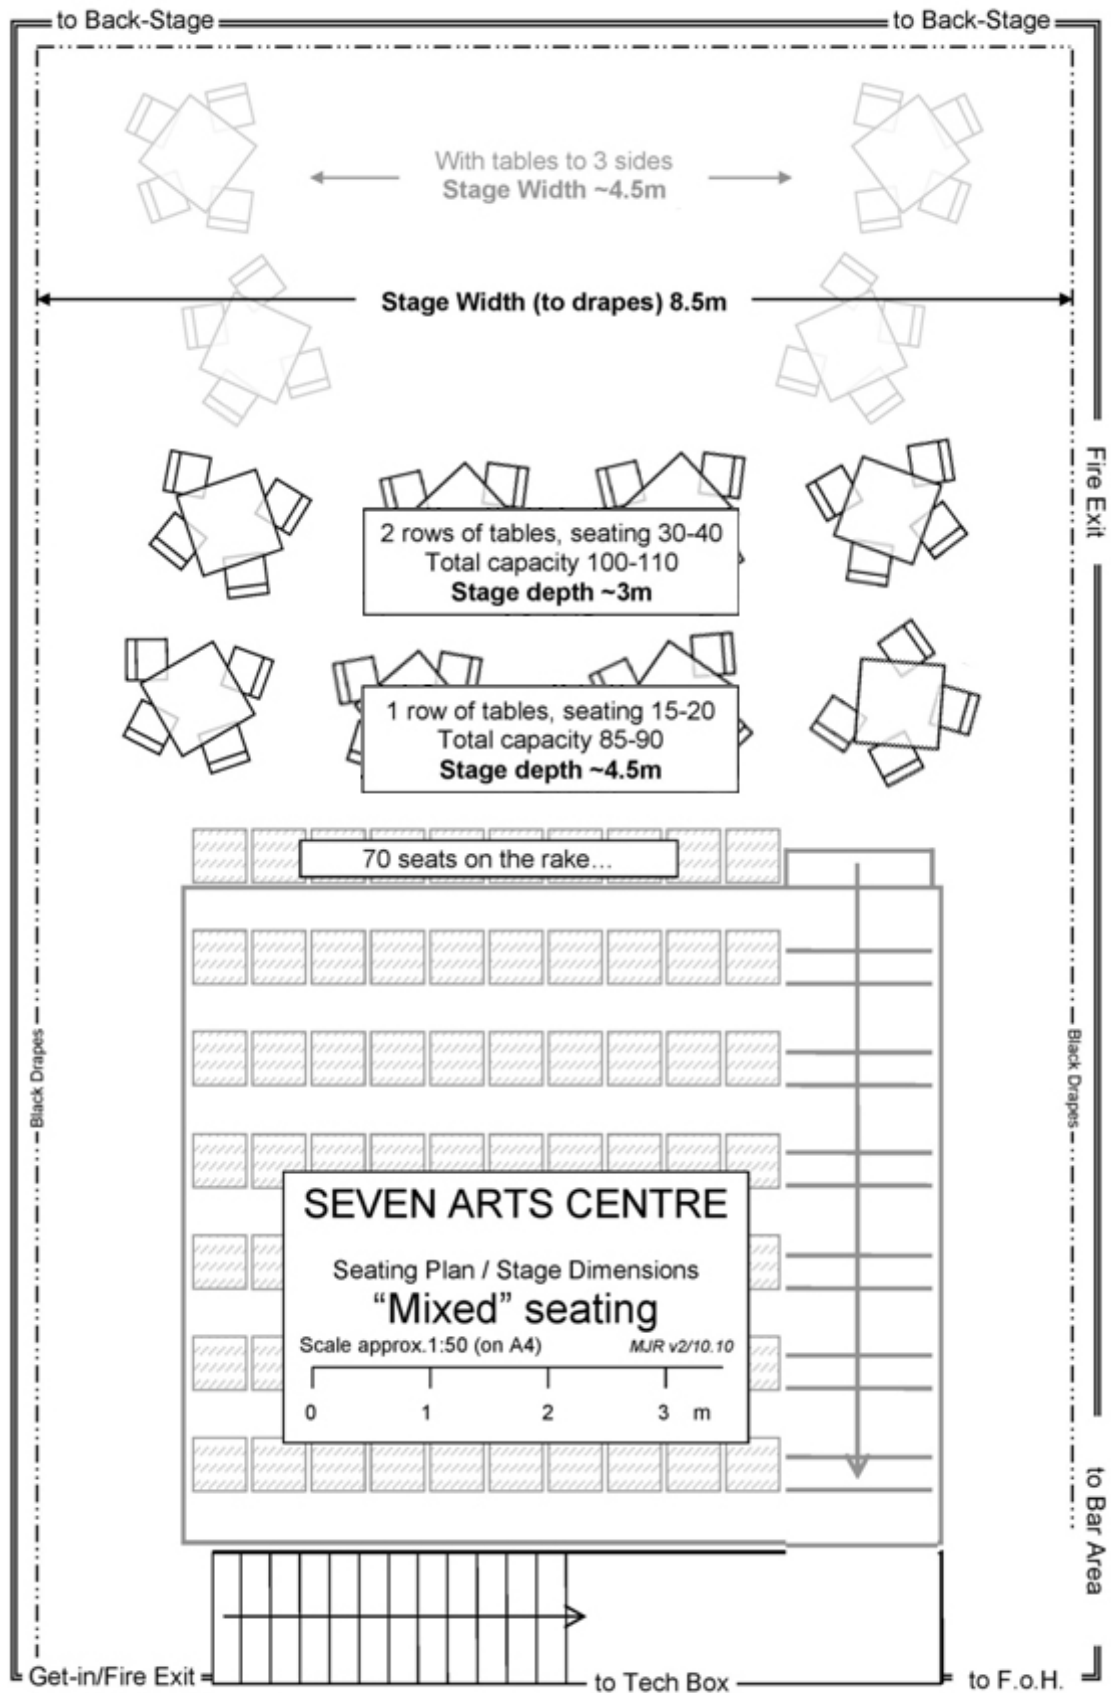 to Back-Stage
to Back-Stage
With tables to 3 sides
Stage Width ~4.5m
Stage Width (to drapes) 8.5m
Fire Exit
2 rows of tables, seating 30-40
Total capacity 100-110
Stage depth ~3m
1 row of tables, seating 15-20
Total capacity 85-90
Stage depth ~4.5m
70 seats on the rake...
Black Drapes
Black Drapes
SEVEN ARTS CENTRE
Seating Plan / Stage Dimensions
“Mixed” seating
Scale approx.1:50 (on A4)
MJR v2/10.10
0 1 2 3 m
to Bar Area
Get-in/Fire Exit
to Tech Box
to F.o.H.